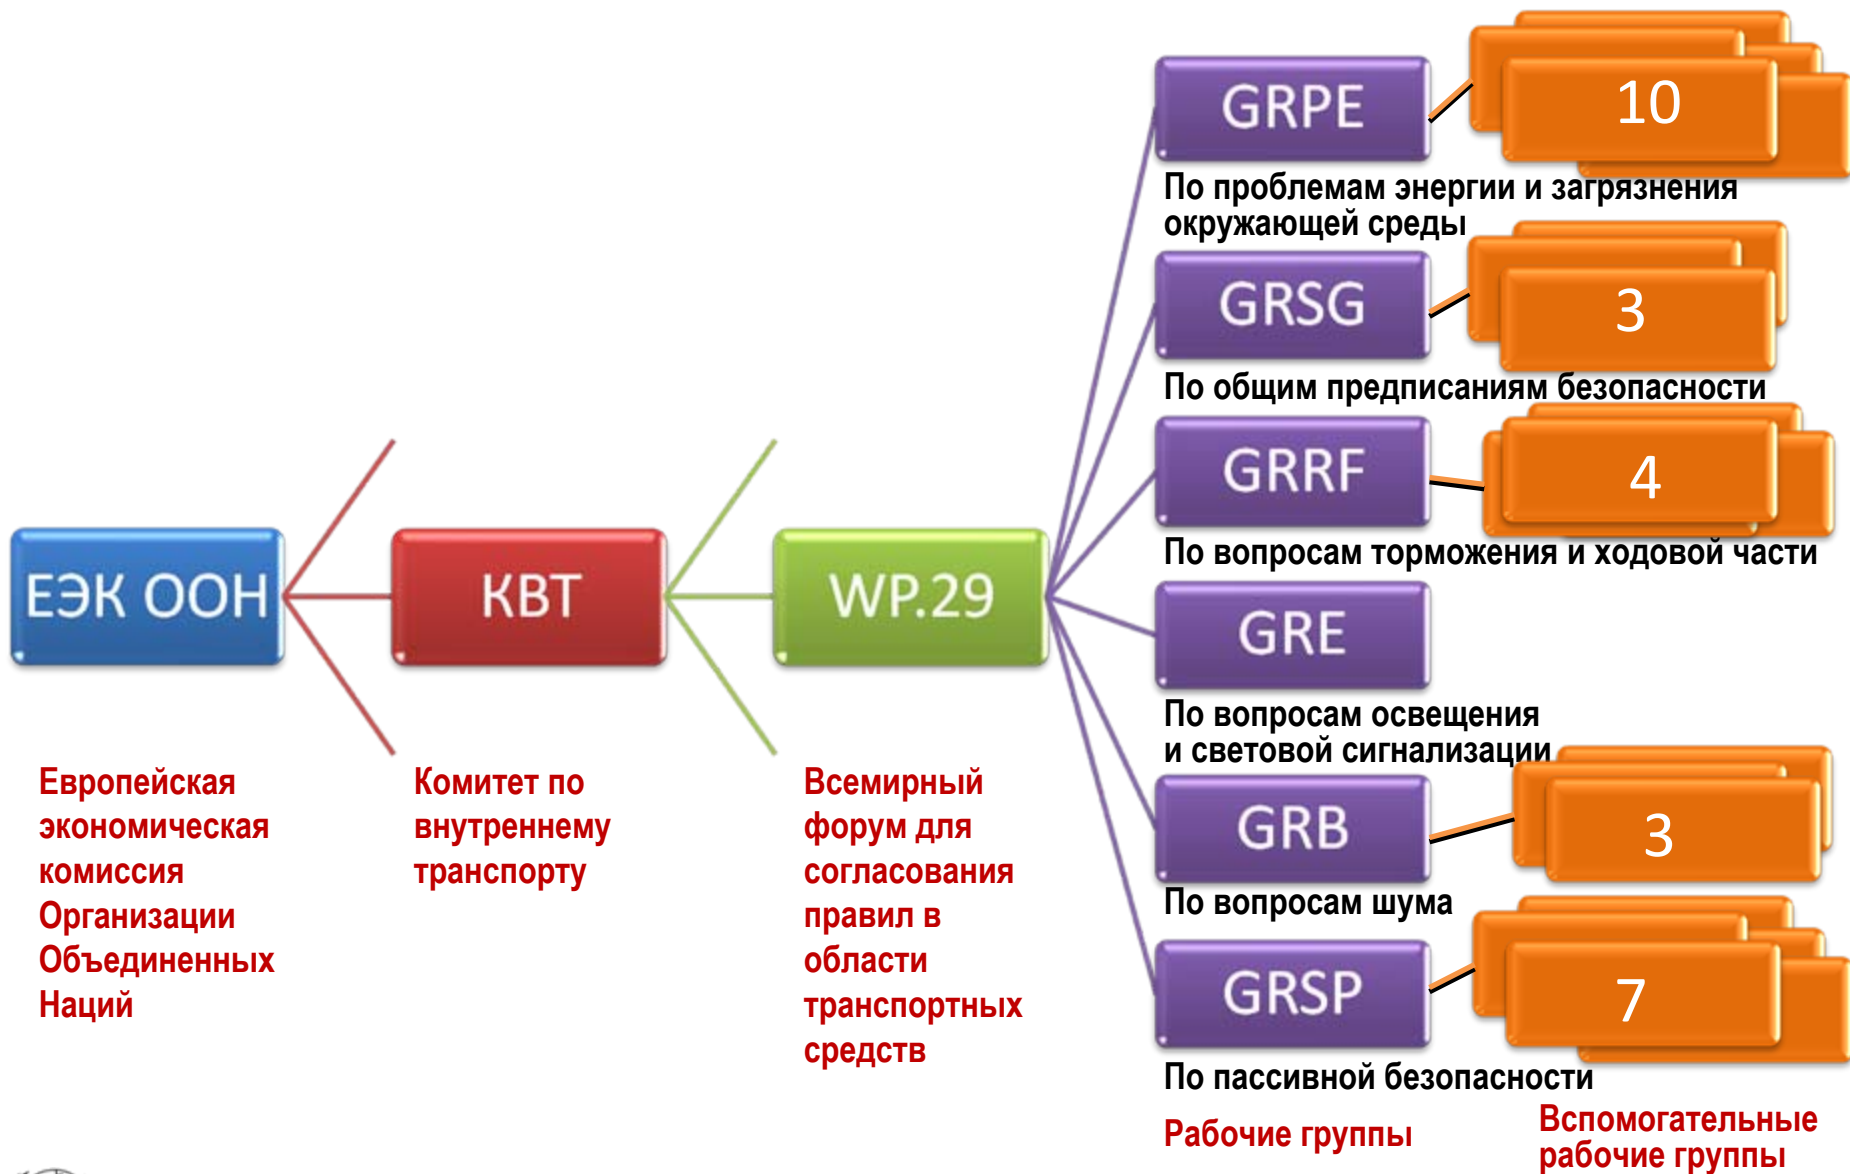 ЕЭК ООН
Европейская
экономическая
комиссия
Организации
Объединенных
Наций
КВТ
Комитет по
внутреннему
транспорту
WP.29
Всемирный
форум для
согласования
правил в
области
транспортных
средств
GRPE
10
По проблемам энергии и загрязнения
окружающей среды
GRSG
3
По общим предписаниям безопасности
GRRF
4
По вопросам торможения и ходовой части
GRE
По вопросам освещения
и световой сигнализации
GRB
3
По вопросам шума
GRSP
7
По пассивной безопасности
Рабочие группы
Вспомогательные
рабочие группы